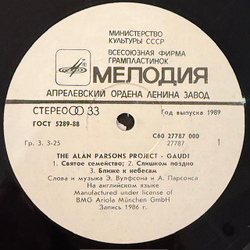 МИНИСТЕРСТВО
КУЛЬТУРЫ СССР
ВСЕСОЮЗНАЯ ФИРМА
ГРАМПЛАСТИНОК
МЕЛОДИЯ
АПРЕЛЕВСКИЙ ОРДЕНА ЛЕНИНА ЗАВОД
СТЕРЕО 33
Год выпуска 1989
ГОСТ 5289-88
С60 27787 000
Гр. 3. 3-25
27787 1
THE ALAN PARSONS PROJECT - GAUDI
1. Святое семейство; 2. Слишком поздно
3. Ближе к небесам
Слова и музыка Э. Вулфсона и А. Парсонса
На английском языке
Manufactured under license of
BMG Ariola München GmbH
Запись 1986 г.